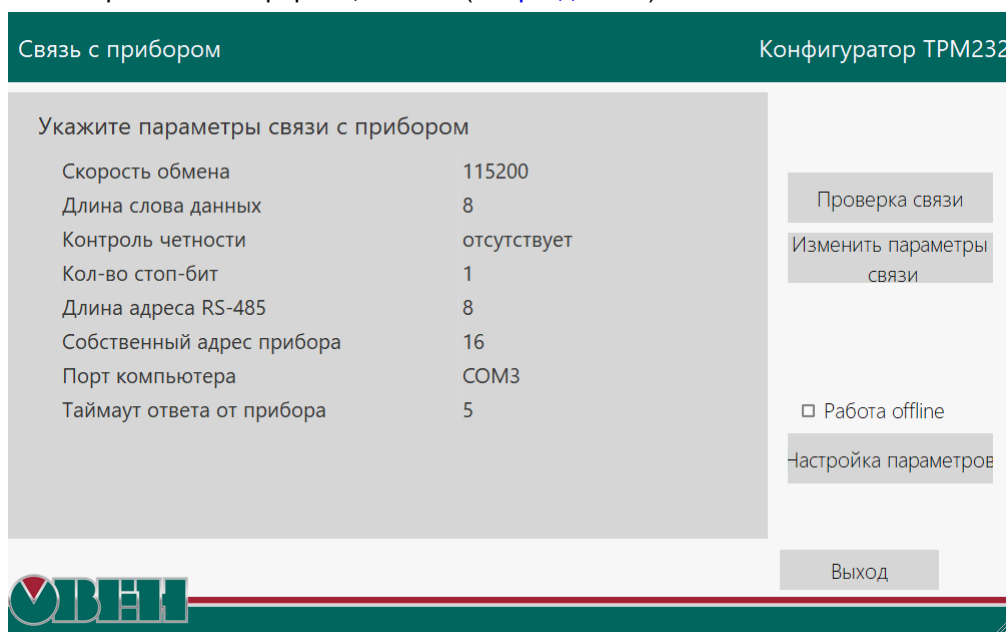 Связь с прибором
Конфигуратор ТРМ232
Укажите параметры связи с прибором
Скорость обмена 115200
Длина слова данных 8
Контроль четности отсутствует
Кол-во стоп-бит 1
Длина адреса RS-485 8
Собственный адрес прибора 16
Порт компьютера COM3
Таймаут ответа от прибора 5
Проверка связи
Изменить параметры
связи
Работа offline
Настройка параметров
Выход
ОВЕН